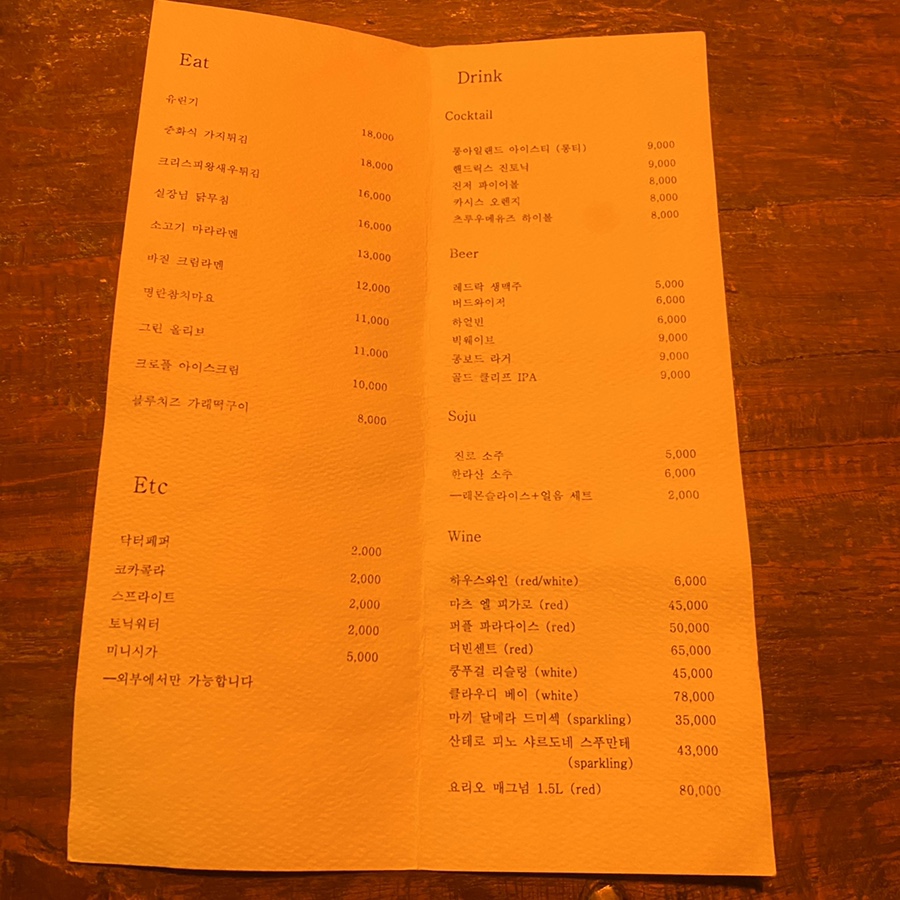 Eat
유린기 18,000
중화식 가지튀김 18,000
크리스피왕새우튀김 16,000
실장님 닭무침 16,000
소고기 마라라멘 13,000
바질 크림라멘 12,000
명란참치마요 11,000
그린 올리브 11,000
크로플 아이스크림 10,000
블루치즈 가래떡구이 8,000
Etc
닥터페퍼 2,000
코카콜라 2,000
스프라이트 2,000
토닉워터 2,000
미니시가 5,000
—외부에서만 가능합니다
Drink
Cocktail
롱아일랜드 아이스티 (롱티) 9,000
핸드릭스 진토닉 9,000
진저 파이어볼 8,000
카시스 오렌지 8,000
츠루우메유즈 하이볼 8,000
Beer
레드락 생맥주 5,000
버드와이저 6,000
하얼빈 6,000
빅웨이브 9,000
롱보드 라거 9,000
골드 클리프 IPA 9,000
Soju
진로 소주 5,000
한라산 소주 6,000
—레몬슬라이스+얼음 세트 2,000
Wine
하우스와인 (red/white) 6,000
마츠 엘 피가로 (red) 45,000
퍼플 파라다이스 (red) 50,000
더빈센트 (red) 65,000
쿵푸걸 리슬링 (white) 45,000
클라우디 베이 (white) 78,000
마끼 달메라 드미섹 (sparkling) 35,000
산테로 피노 샤르도네 스푸만테 43,000
(sparkling)
요리오 매그넘 1.5L (red) 80,000